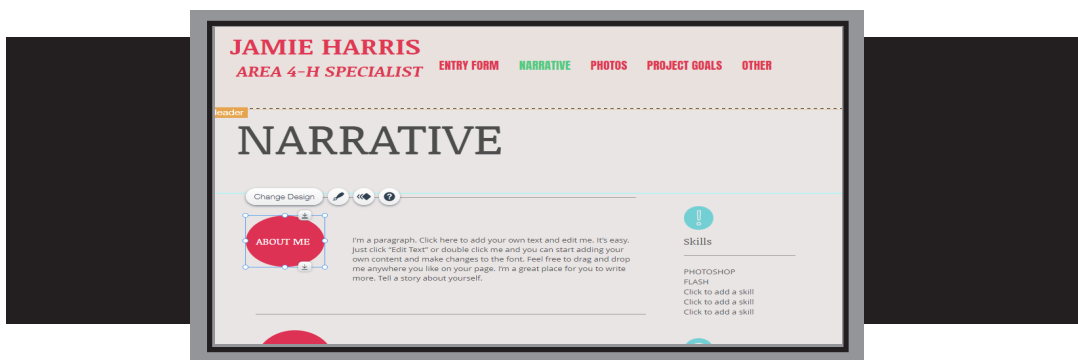 JAMIE HARRIS
AREA 4-H SPECIALIST
ENTRY FORM NARRATIVE PHOTOS PROJECT GOALS OTHER
Header
NARRATIVE
Change Design
?
ABOUT ME
I'm a paragraph. Click here to add your own text and edit me. It's easy.
Just click "Edit Text" or double click me and you can start adding your
own content and make changes to the font. Feel free to drag and drop
me anywhere you like on your page. I'm a great place for you to write
more. Tell a story about yourself.
!
Skills
PHOTOSHOP
FLASH
Click to add a skill
Click to add a skill
Click to add a skill